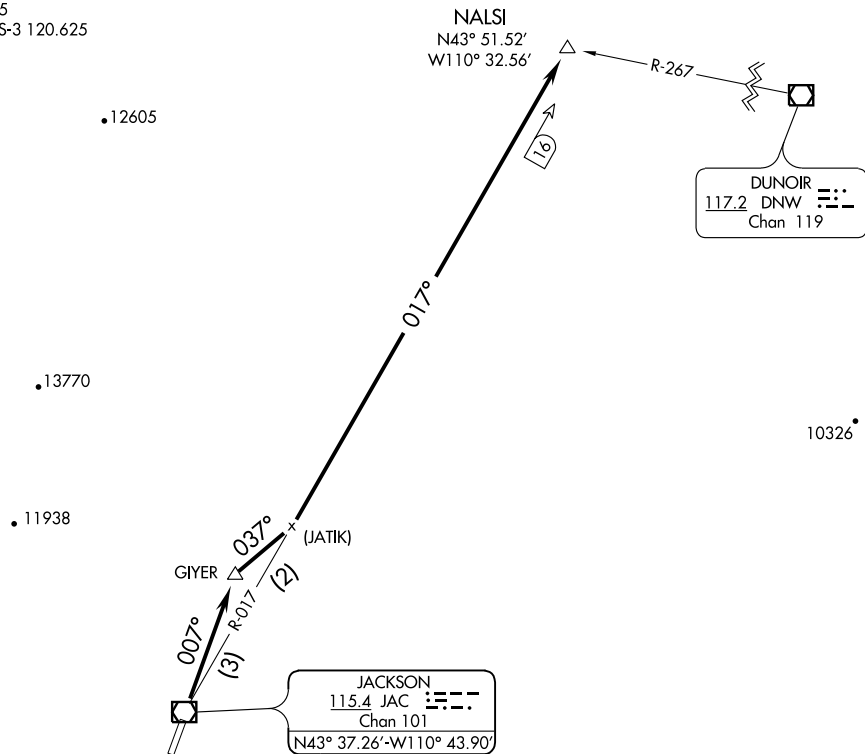 5
S-3 120.625
NALSI
N43° 51.52'
W110° 32.56'
R-267
12605
16
DUNOIR
117.2 DNW
Chan 119
017°
13770
10326
11938
037°
(JATIK)
GIYER
(2)
R-017
007°
(3)
JACKSON
115.4 JAC
Chan 101
N43° 37.26'-W110° 43.90'